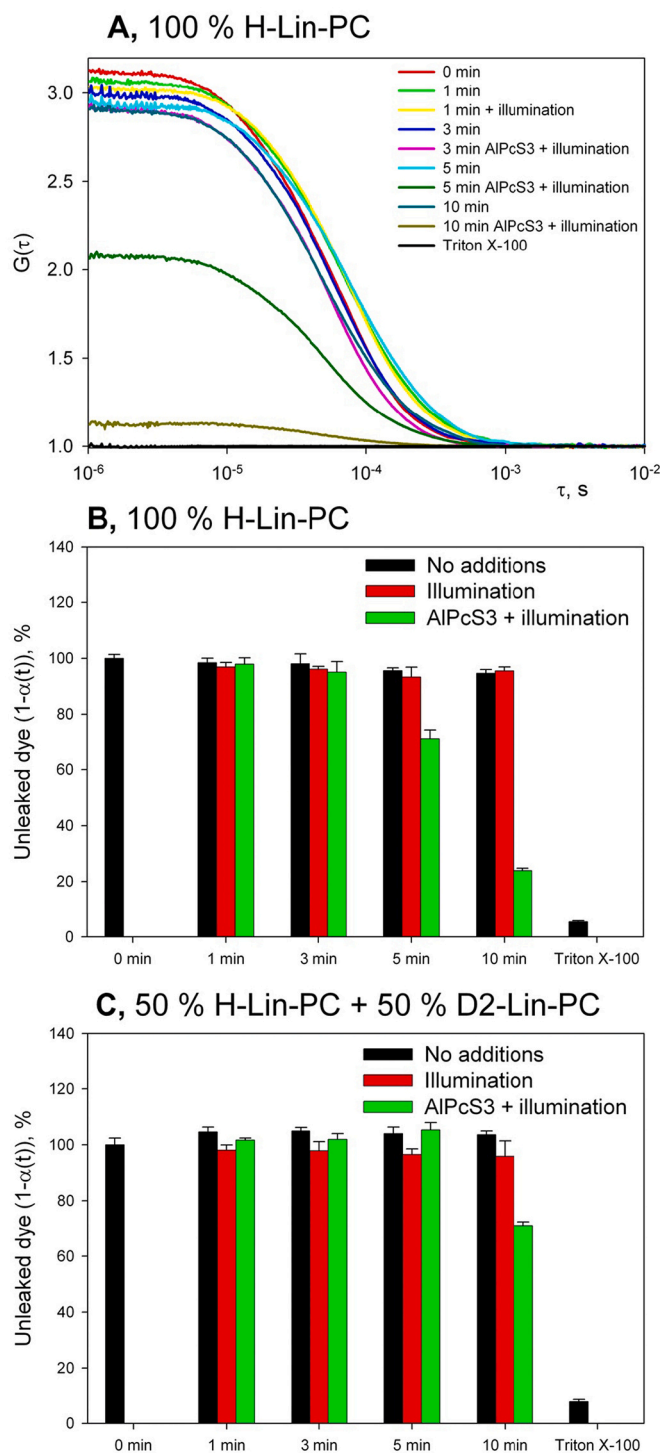 A, 100 % H-Lin-PC
0 min
1 min
1 min + illumination
3 min
3 min AlPcS3 + illumination
5 min
5 min AlPcS3 + illumination
10 min
10 min AlPcS3 + illumination
Triton X-100
3.0
2.5
2.0
1.5
1.0
G(τ)
10-6 10-5 10-4 10-3 10-2
τ, s
B, 100 % H-Lin-PC
No additions
Illumination
AlPcS3 + illumination
140
120
100
80
60
40
20
0
Unleaked dye (1-α(t)), %
0 min 1 min 3 min 5 min 10 min Triton X-100
C, 50 % H-Lin-PC + 50 % D2-Lin-PC
No additions
Illumination
AlPcS3 + illumination
140
120
100
80
60
40
20
0
Unleaked dye (1-α(t)), %
0 min 1 min 3 min 5 min 10 min Triton X-100